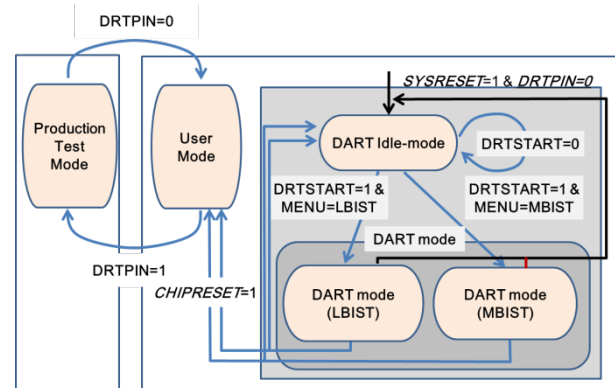 DRTPIN=0
SYSRESET=1 & DRTPIN=0
Production
Test
Mode
User
Mode
DART Idle-mode
DRTSTART=0
DRTSTART=1 &
MENU=LBIST
DRTSTART=1 &
MENU=MBIST
DART mode
DRTPIN=1
CHIPRESET=1
DART mode
(LBIST)
DART mode
(MBIST)